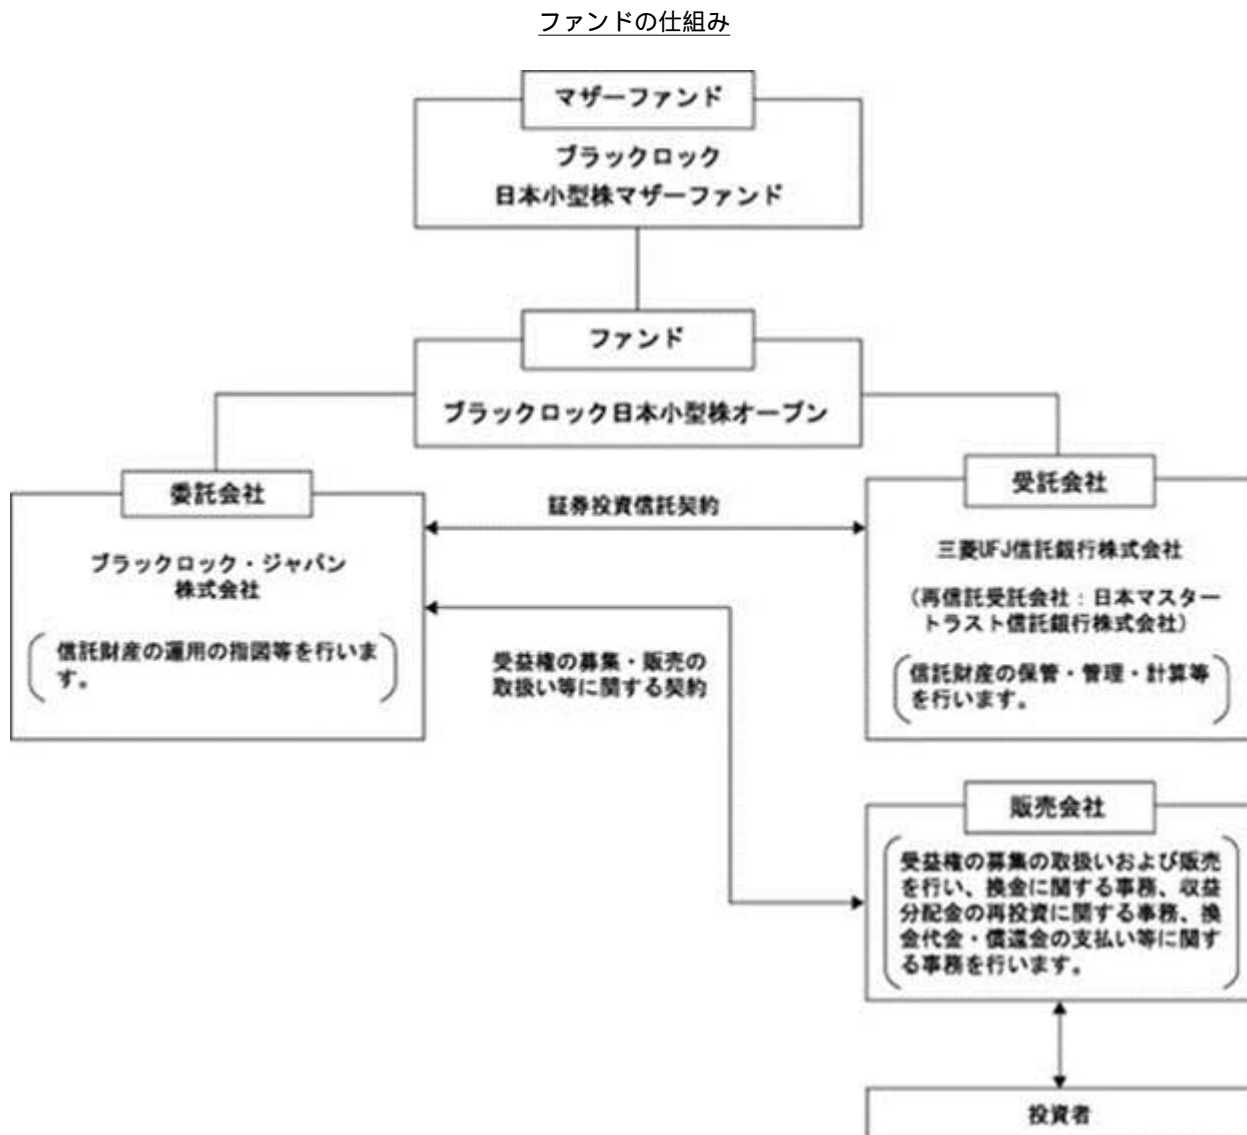 ファンドの仕組み
マザーファンド
ブラックロック
日本小型株マザーファンド
ファンド
ブラックロック日本小型株オープン
委託会社
ブラックロック・ジャパン
株式会社
信託財産の運用の指図等を行いま
す。
証券投資信託契約
受益権の募集・販売の
取扱い等に関する契約
受託会社
三菱UFJ信託銀行株式会社
(再信託受託会社:日本マスター
トラスト信託銀行株式会社)
信託財産の保管・管理・計算等
を行います。
販売会社
受益権の募集の取扱いおよび販売
を行い、換金に関する事務、収益
分配金の再投資に関する事務、換
金代金・償還金の支払い等に関す
る事務を行います。
投資者